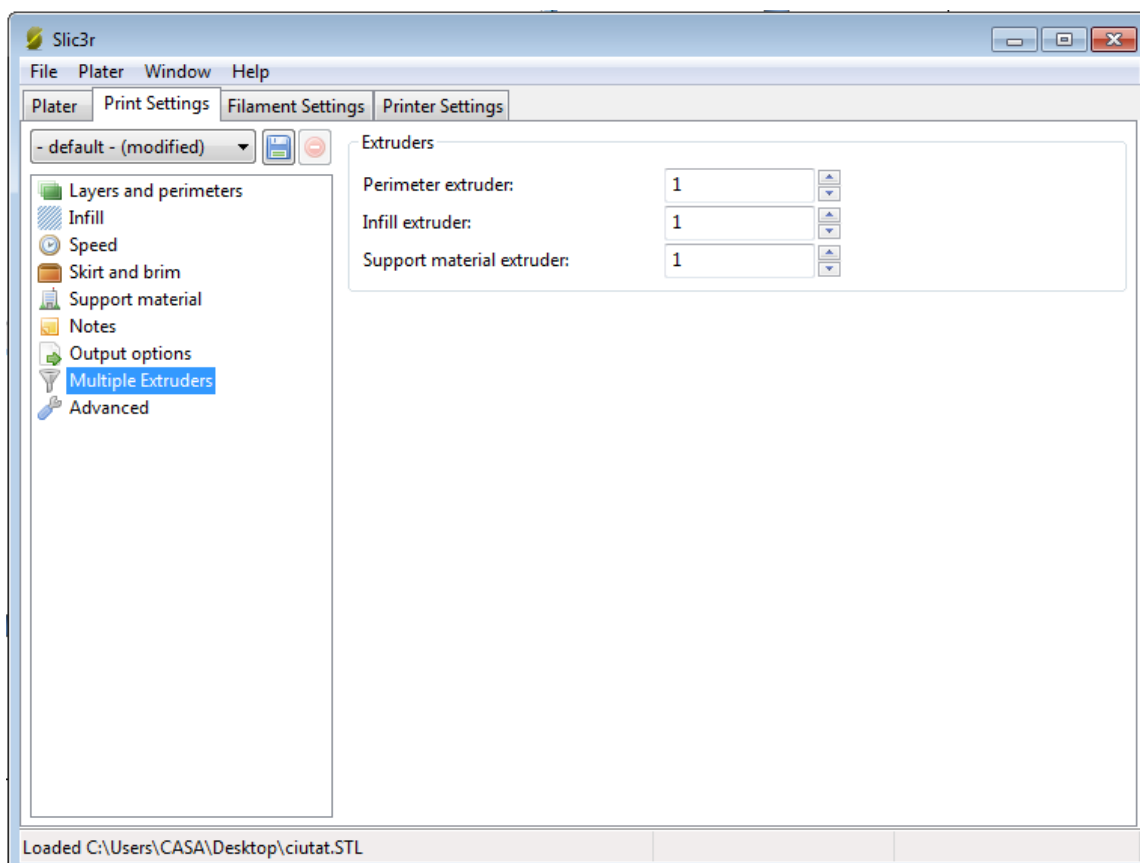 Slic3r
File Plater Window Help
Plater Print Settings Filament Settings Printer Settings
- default - (modified)
Layers and perimeters
Infill
Speed
Skirt and brim
Support material
Notes
Output options
Multiple Extruders
Advanced
Extruders
Perimeter extruder: 1
Infill extruder: 1
Support material extruder: 1
Loaded C:\Users\CASA\Desktop\ciutat.STL